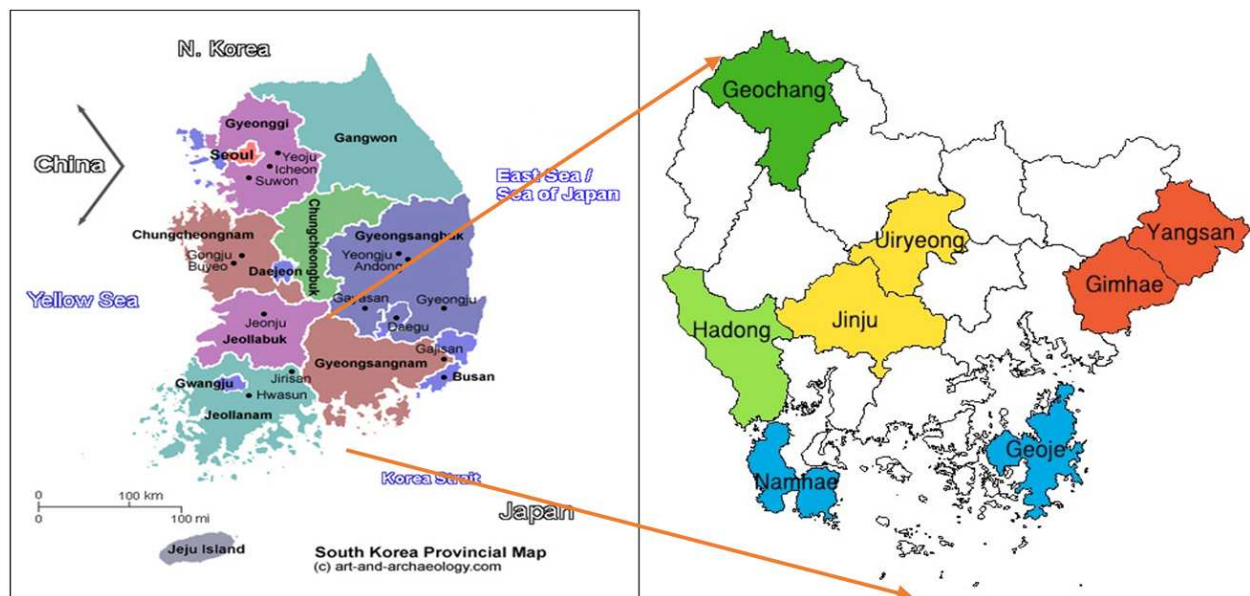 N. Korea
China
Gyeonggi
Gangwon
Seoul
Yeoju
Icheon
Suwon
East Sea /
Sea of Japan
Chungcheongnam
Chungcheongbuk
Gyeongsangbuk
Gongju
Buyeo
Daejeon
Yeongju
Andong
Yellow Sea
Gayasan
Gyeongju
Daegu
Jeonju
Jeollabuk
Gyeongsangnam
Gajisan
Busan
Gwangju
Jirisan
Hwasun
Jeollanam
Korea Strait
Japan
0 100 km
0 100 mi
Jeju Island
South Korea Provincial Map
(c) art-and-archaeology.com
Geochang
Uiryeong
Yangsan
Gimhae
Hadong
Jinju
Namhae
Geoje